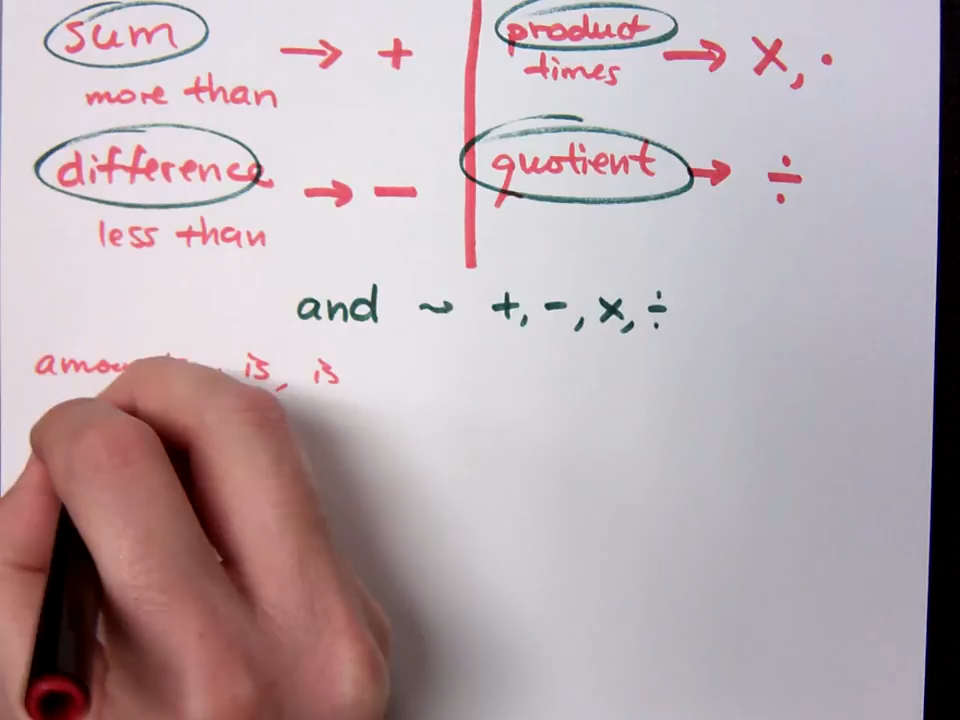 sum → +
more than
difference → −
less than
product → X, ·
times
quotient → ÷
and ~ +, -, x, ÷
is, is